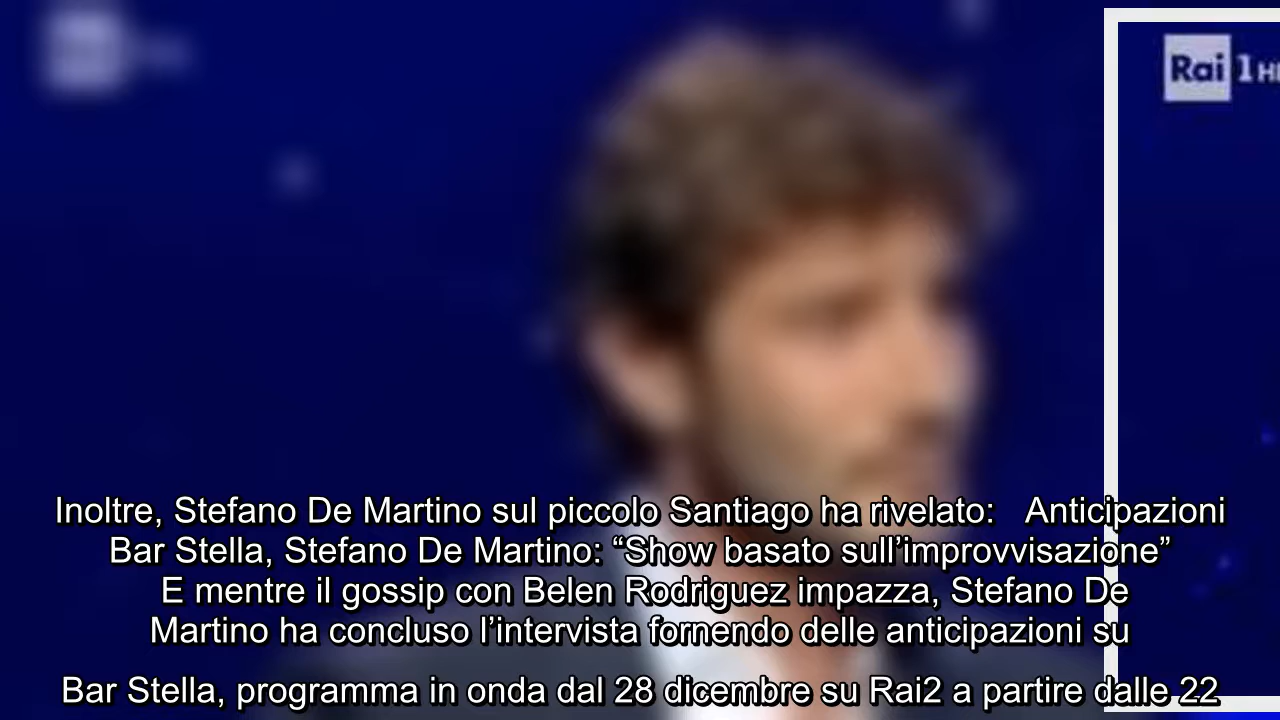 Rai 1 HD
Inoltre, Stefano De Martino sul piccolo Santiago ha rivelato: Anticipazioni
Bar Stella, Stefano De Martino: “Show basato sull’improvvisazione”
E mentre il gossip con Belen Rodriguez impazza, Stefano De
Martino ha concluso l’intervista fornendo delle anticipazioni su
Bar Stella, programma in onda dal 28 dicembre su Rai2 a partire dalle 22